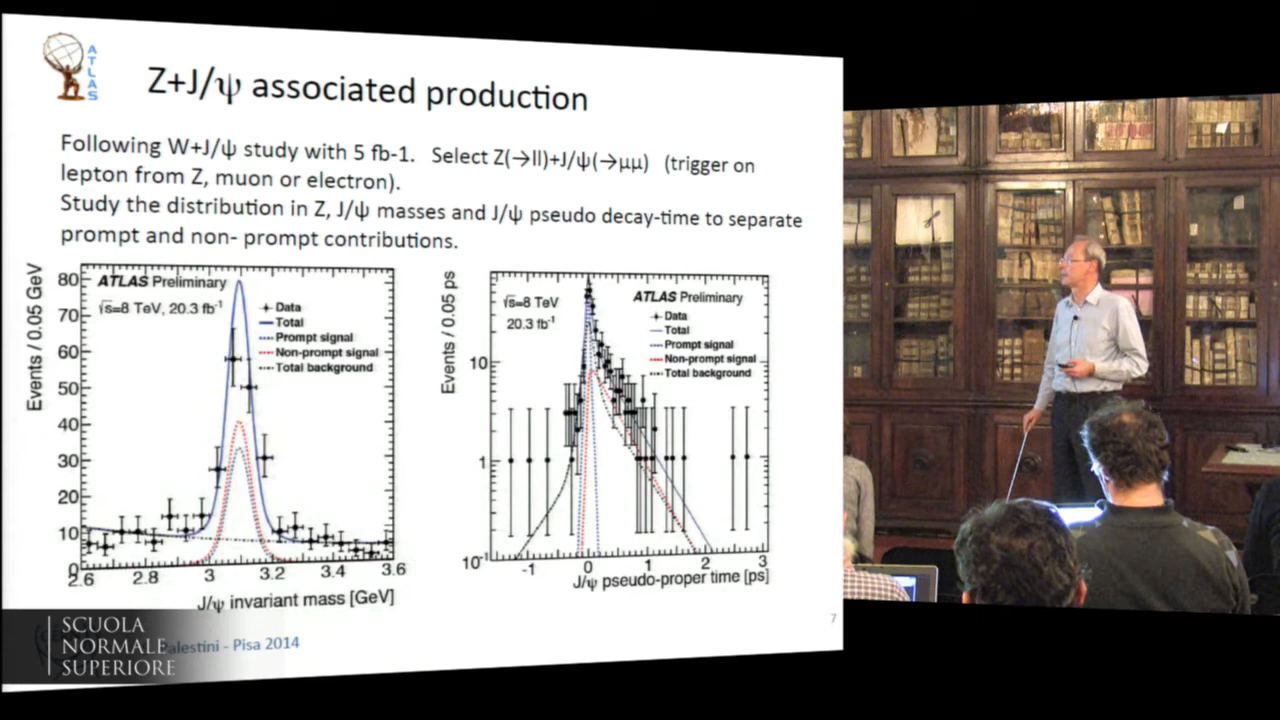 ATLAS
Z+J/ψ associated production
Following W+J/ψ study with 5 fb-1. Select Z(→ll)+J/ψ(→μμ) (trigger on
lepton from Z, muon or electron).
Study the distribution in Z, J/ψ masses and J/ψ pseudo decay-time to separate
prompt and non- prompt contributions.
Events / 0.05 GeV
80
70
60
50
40
30
20
10
0
ATLAS Preliminary
√s=8 TeV, 20.3 fb⁻¹
Data
Total
Prompt signal
Non-prompt signal
Total background
2.6 2.8 3 3.2 3.4 3.6
J/ψ invariant mass [GeV]
Events / 0.05 ps
10
1
10⁻¹
√s=8 TeV
20.3 fb⁻¹
ATLAS Preliminary
Data
Total
Prompt signal
Non-prompt signal
Total background
-1 0 1 2 3
J/ψ pseudo-proper time [ps]
7
alestini - Pisa 2014
SCUOLA
NORMALE
SUPERIORE